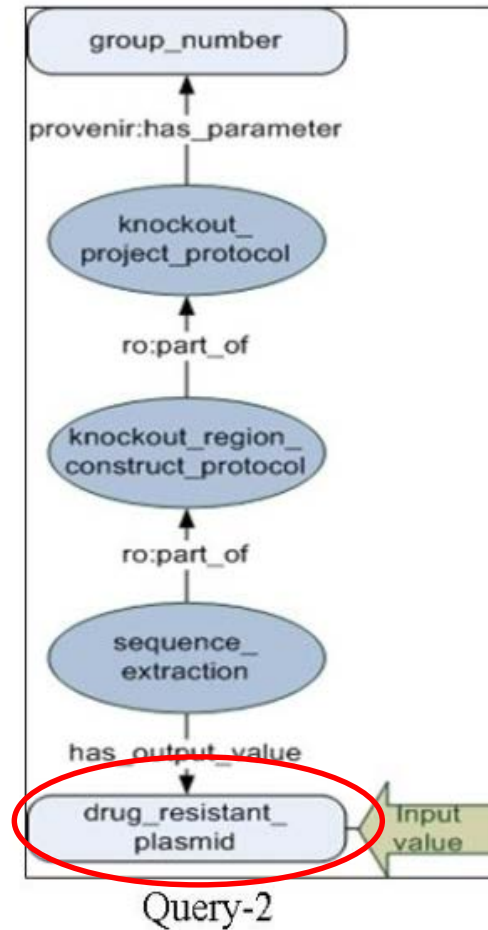 group_number
provenir:has_parameter
knockout_
project_protocol
ro:part_of
knockout_region_
construct_protocol
ro:part_of
sequence_
extraction
has_output_value
drug_resistant_
plasmid
Input
value
Query-2